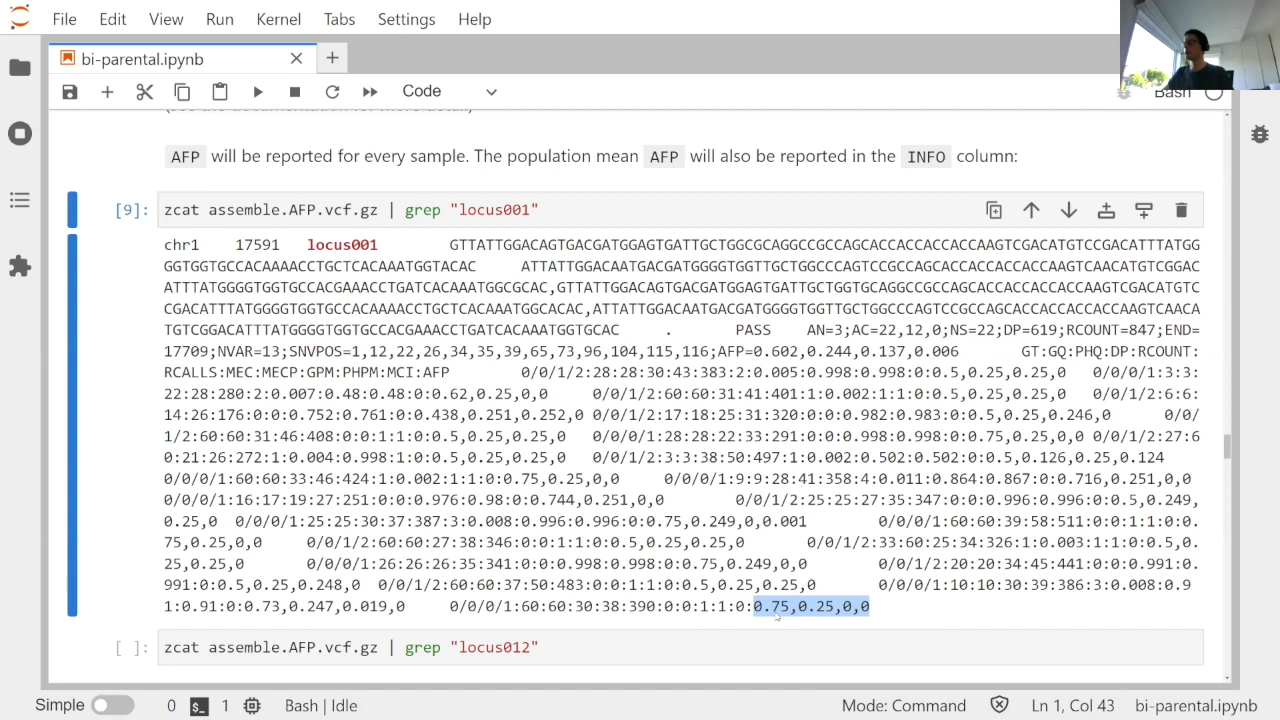 File Edit View Run Kernel Tabs Settings Help
bi-parental.ipynb
Code
Bash
AFP will be reported for every sample. The population mean AFP will also be reported in the INFO column:
[9]: zcat assemble.AFP.vcf.gz | grep "locus001"
chr1 17591 locus001 GTTATTGGACAGTGACGATGGAGTGATTGCTGGCGCAGGCCGCCAGCACCACCACCACCAAGTCGACATGTCCGACATTTATGG
GGTGGTGCCACAAAACCTGCTCACAAATGGTACAC ATTATTGGACAATGACGATGGGGTGGTTGCTGGCCCAGTCCGCCAGCACCACCACCACCAAGTCAACATGTCGGAC
ATTTATGGGGTGGTGCCACGAAACCTGATCACAAATGGCGCAC,GTTATTGGACAGTGACGATGGAGTGATTGCTGGTGCAGGCCGCCAGCACCACCACCACCAAGTCGACATGTC
CGACATTTATGGGGTGGTGCCACAAAACCTGCTCACAAATGGCACAC,ATTATTGGACAATGACGATGGGGTGGTTGCTGGCCCAGTCCGCCAGCACCACCACCACCAAGTCAACA
TGTCGGACATTTATGGGGTGGTGCCACGAAACCTGATCACAAATGGTGCAC . PASS AN=3;AC=22,12,0;NS=22;DP=619;RCOUNT=847;END=
17709;NVAR=13;SNVPOS=1,12,22,26,34,35,39,65,73,96,104,115,116;AFP=0.602,0.244,0.137,0.006 GT:GQ:PHQ:DP:RCOUNT:
RCALLS:MEC:MECP:GPM:PHPM:MCI:AFP 0/0/1/2:28:28:30:43:383:2:0.005:0.998:0.998:0:0.5,0.25,0.25,0 0/0/0/1:3:3:
22:28:280:2:0.007:0.48:0.48:0:0.62,0.25,0,0 0/0/1/2:60:60:31:41:401:1:0.002:1:1:0:0.5,0.25,0.25,0 0/0/1/2:6:6:
14:26:176:0:0:0.752:0.761:0:0.438,0.251,0.252,0 0/0/1/2:17:18:25:31:320:0:0:0.982:0.983:0:0.5,0.25,0.246,0 0/0/
1/2:60:60:31:46:408:0:0:1:1:0:0.5,0.25,0.25,0 0/0/0/1:28:28:22:33:291:0:0:0.998:0.998:0:0.75,0.25,0,0 0/0/1/2:27:6
0:21:26:272:1:0.004:0.998:1:0:0.5,0.25,0.25,0 0/0/1/2:3:3:38:50:497:1:0.002:0.502:0.502:0:0.5,0.126,0.25,0.124
0/0/0/1:60:60:33:46:424:1:0.002:1:1:0:0.75,0.25,0,0 0/0/0/1:9:9:28:41:358:4:0.011:0.864:0.867:0:0.716,0.251,0,0
0/0/0/1:16:17:19:27:251:0:0:0.976:0.98:0:0.744,0.251,0,0 0/0/1/2:25:25:27:35:347:0:0:0.996:0.996:0:0.5,0.249,
0.25,0 0/0/0/1:25:25:30:37:387:3:0.008:0.996:0.996:0:0.75,0.249,0,0.001 0/0/0/1:60:60:39:58:511:0:0:1:1:0:0.
75,0.25,0,0 0/0/1/2:60:60:27:38:346:0:0:1:1:0:0.5,0.25,0.25,0 0/0/1/2:33:60:25:34:326:1:0.003:1:1:0:0.5,0.
25,0.25,0 0/0/0/1:26:26:26:35:341:0:0:0.998:0.998:0:0.75,0.249,0,0 0/0/1/2:20:20:34:45:441:0:0:0.991:0.
991:0:0.5,0.25,0.248,0 0/0/1/2:60:60:37:50:483:0:0:1:1:0:0.5,0.25,0.25,0 0/0/0/1:10:10:30:39:386:3:0.008:0.9
1:0.91:0:0.73,0.247,0.019,0 0/0/0/1:60:60:30:38:390:0:0:1:1:0:0.75,0.25,0,0
[ ]: zcat assemble.AFP.vcf.gz | grep "locus012"
Simple 0 1 Bash | Idle Mode: Command Ln 1, Col 43 bi-parental.ipynb